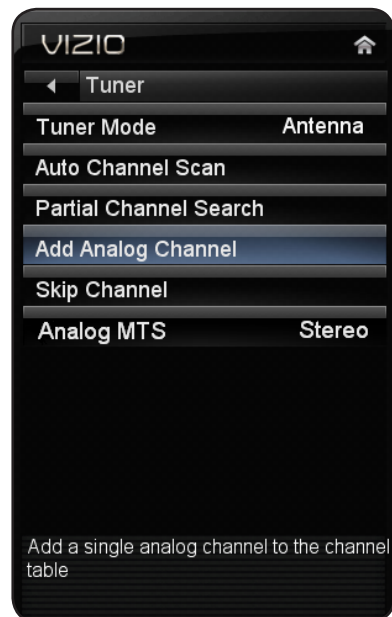 VIZIO
Tuner
Tuner Mode Antenna
Auto Channel Scan
Partial Channel Search
Add Analog Channel
Skip Channel
Analog MTS Stereo
Add a single analog channel to the channel
table